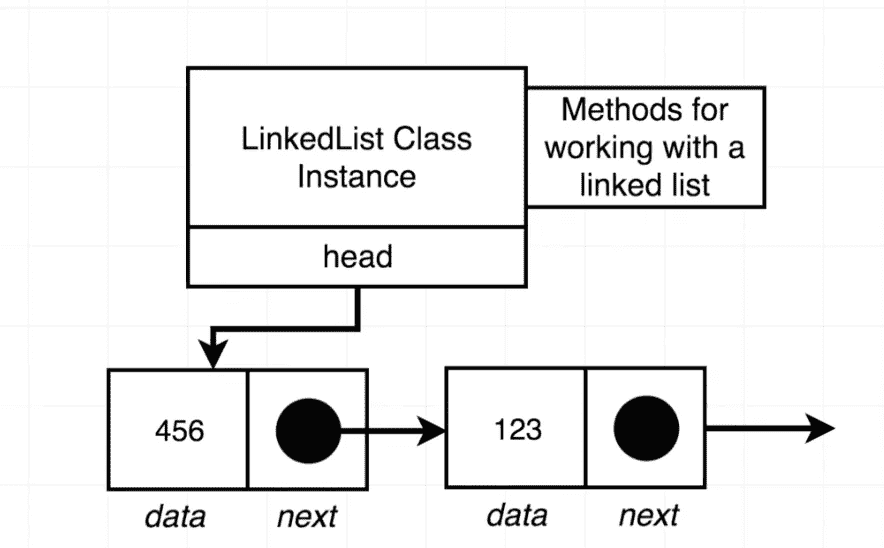 LinkedList Class
Instance
Methods for
working with a
linked list
head
456
123
data
next
data
next